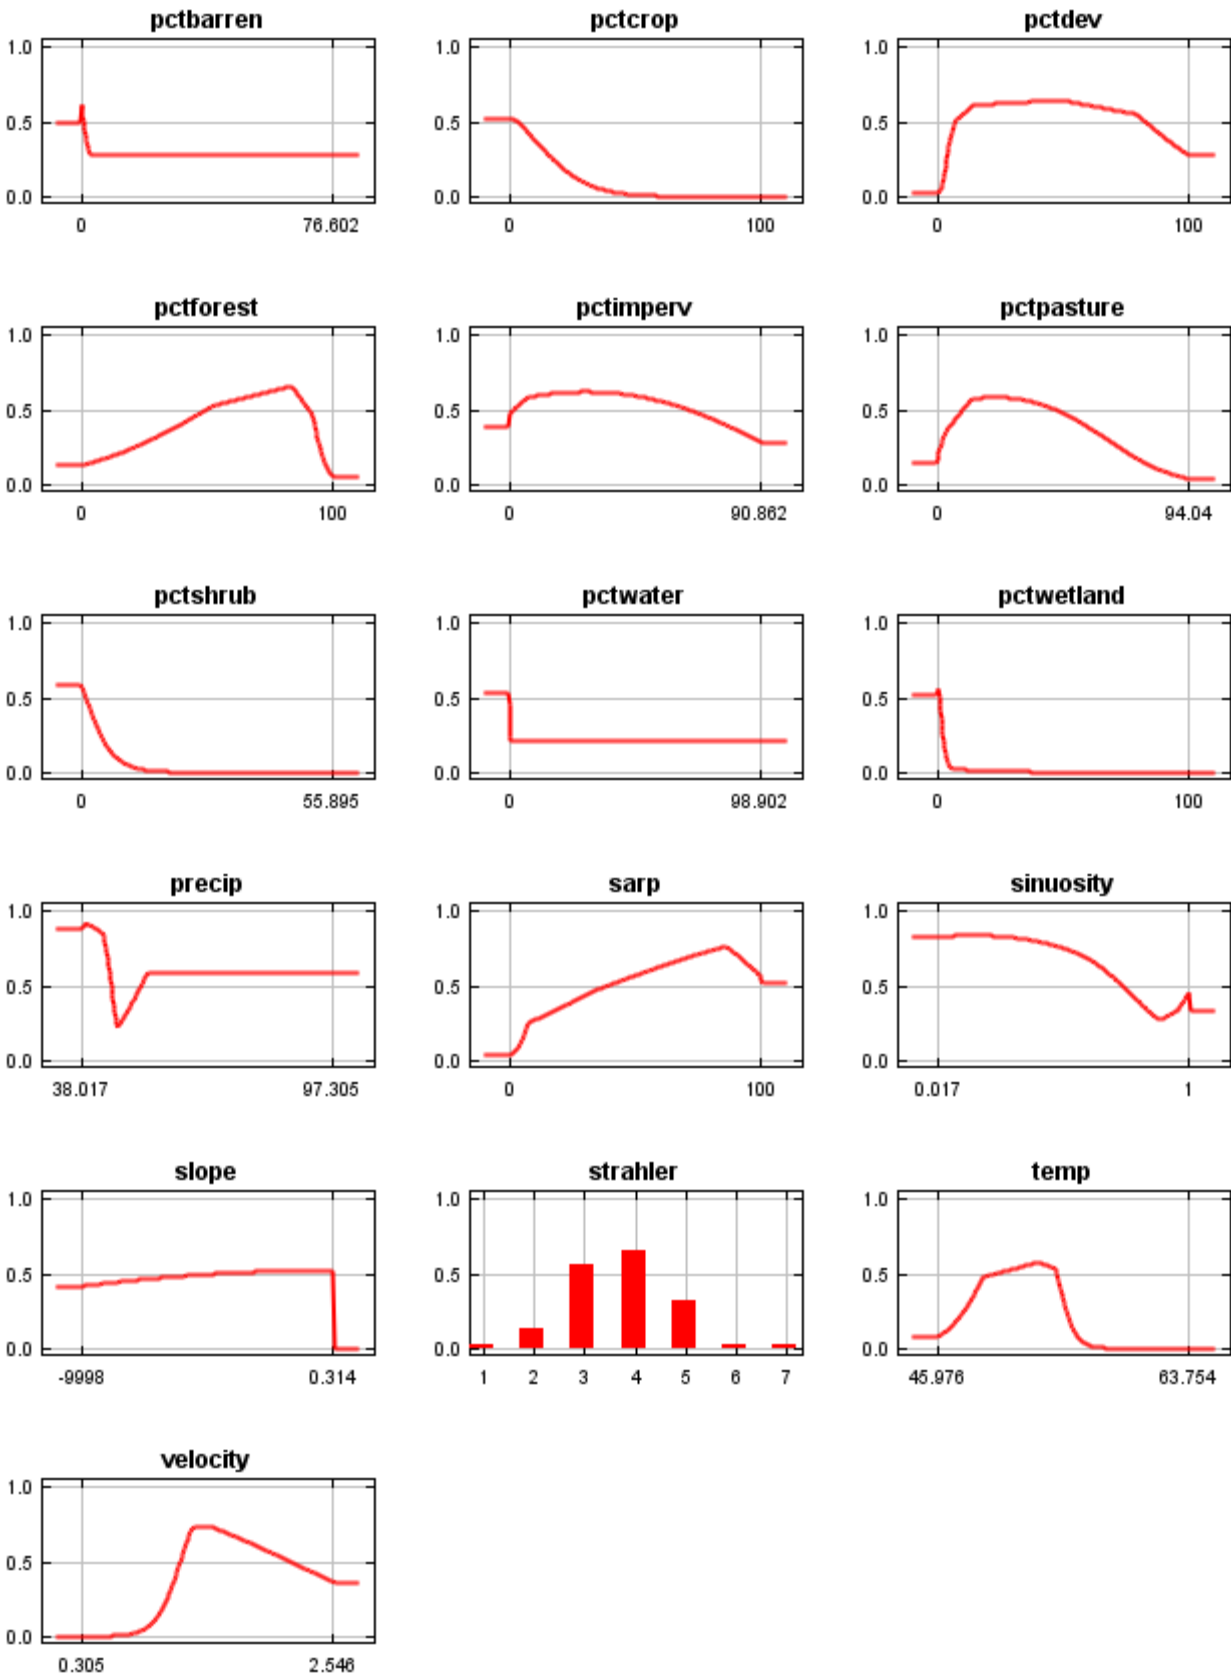 pctbarren pctcrop pctdev
1.0 1.0 1.0
0.5 0.5 0.5
0.0 0.0 0.0
0 76.602 0 100 0 100
pctforest pctimperv pctpasture
1.0 1.0 1.0
0.5 0.5 0.5
0.0 0.0 0.0
0 100 0 90.862 0 94.04
pctshrub pctwater pctwetland
1.0 1.0 1.0
0.5 0.5 0.5
0.0 0.0 0.0
0 55.895 0 98.902 0 100
precip sarp sinuosity
1.0 1.0 1.0
0.5 0.5 0.5
0.0 0.0 0.0
38.017 97.305 0 100 0.017 1
slope strahler temp
1.0 1.0 1.0
0.5 0.5 0.5
0.0 0.0 0.0
-9998 0.314 1 2 3 4 5 6 7 45.976 63.754
velocity
1.0
0.5
0.0
0.305 2.546